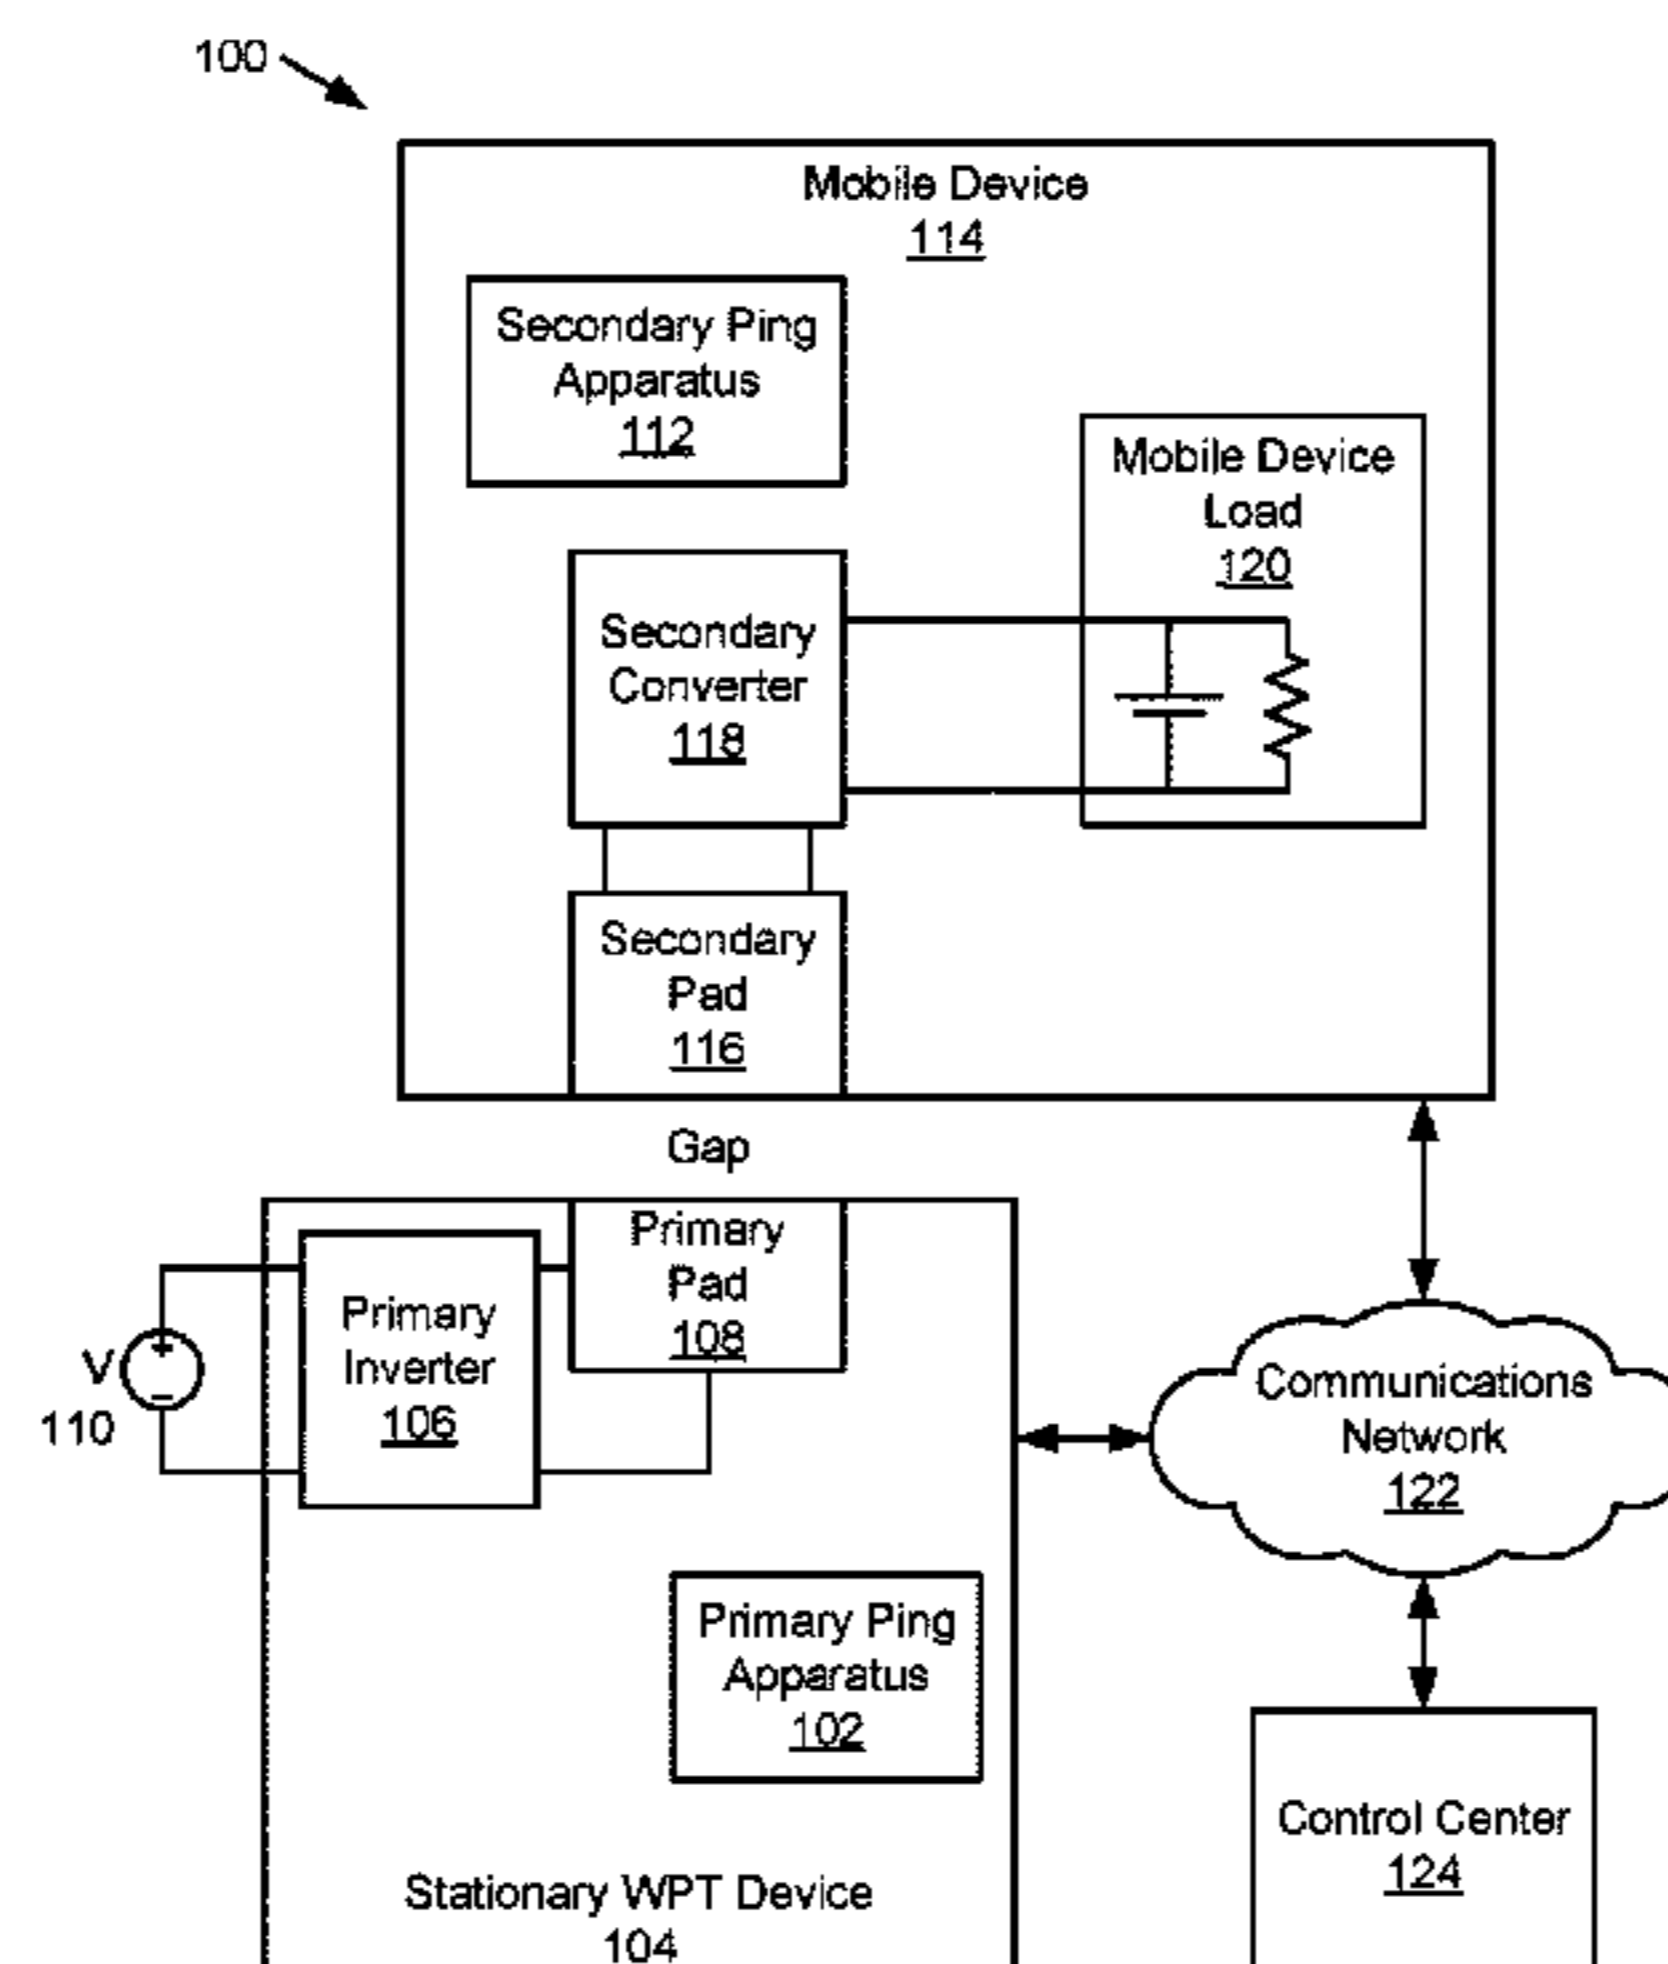 100
Mobile Device
114
Secondary Ping
Apparatus
112
Mobile Device
Load
120
Secondary
Converter
118
Secondary
Pad
116
Gap
Primary
Pad
108
Primary
Inverter
106
V
+
−
110
Communications
Network
122
Primary Ping
Apparatus
102
Control Center
124
Stationary WPT Device
104